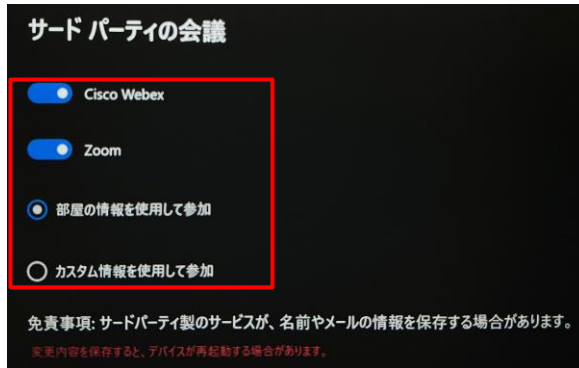 サード パーティの会議
Cisco Webex
Zoom
部屋の情報を使用して参加
カスタム情報を使用して参加
免責事項: サードパーティ製のサービスが、名前やメールの情報を保存する場合があります。
変更内容を保存すると、デバイスが再起動する場合があります。